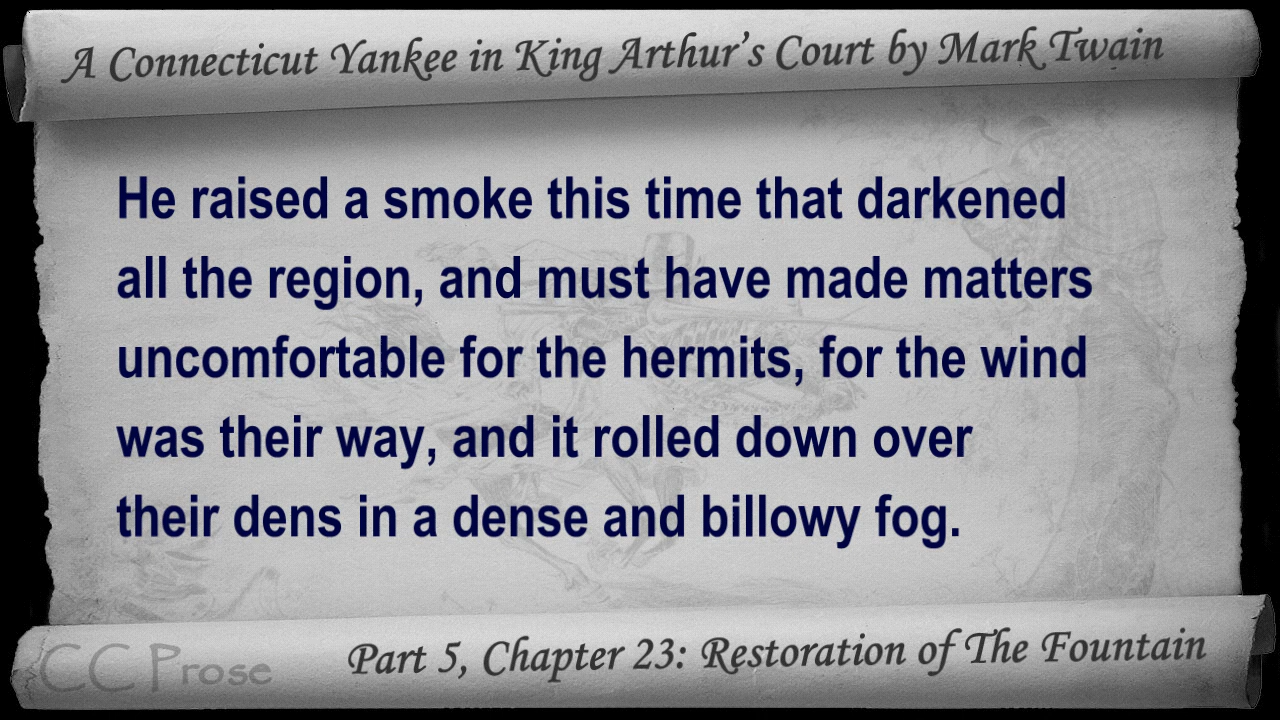 A Connecticut Yankee in King Arthur's Court by Mark Twain
He raised a smoke this time that darkened
all the region, and must have made matters
uncomfortable for the hermits, for the wind
was their way, and it rolled down over
their dens in a dense and billowy fog.
CC Prose
Part 5, Chapter 23: Restoration of The Fountain